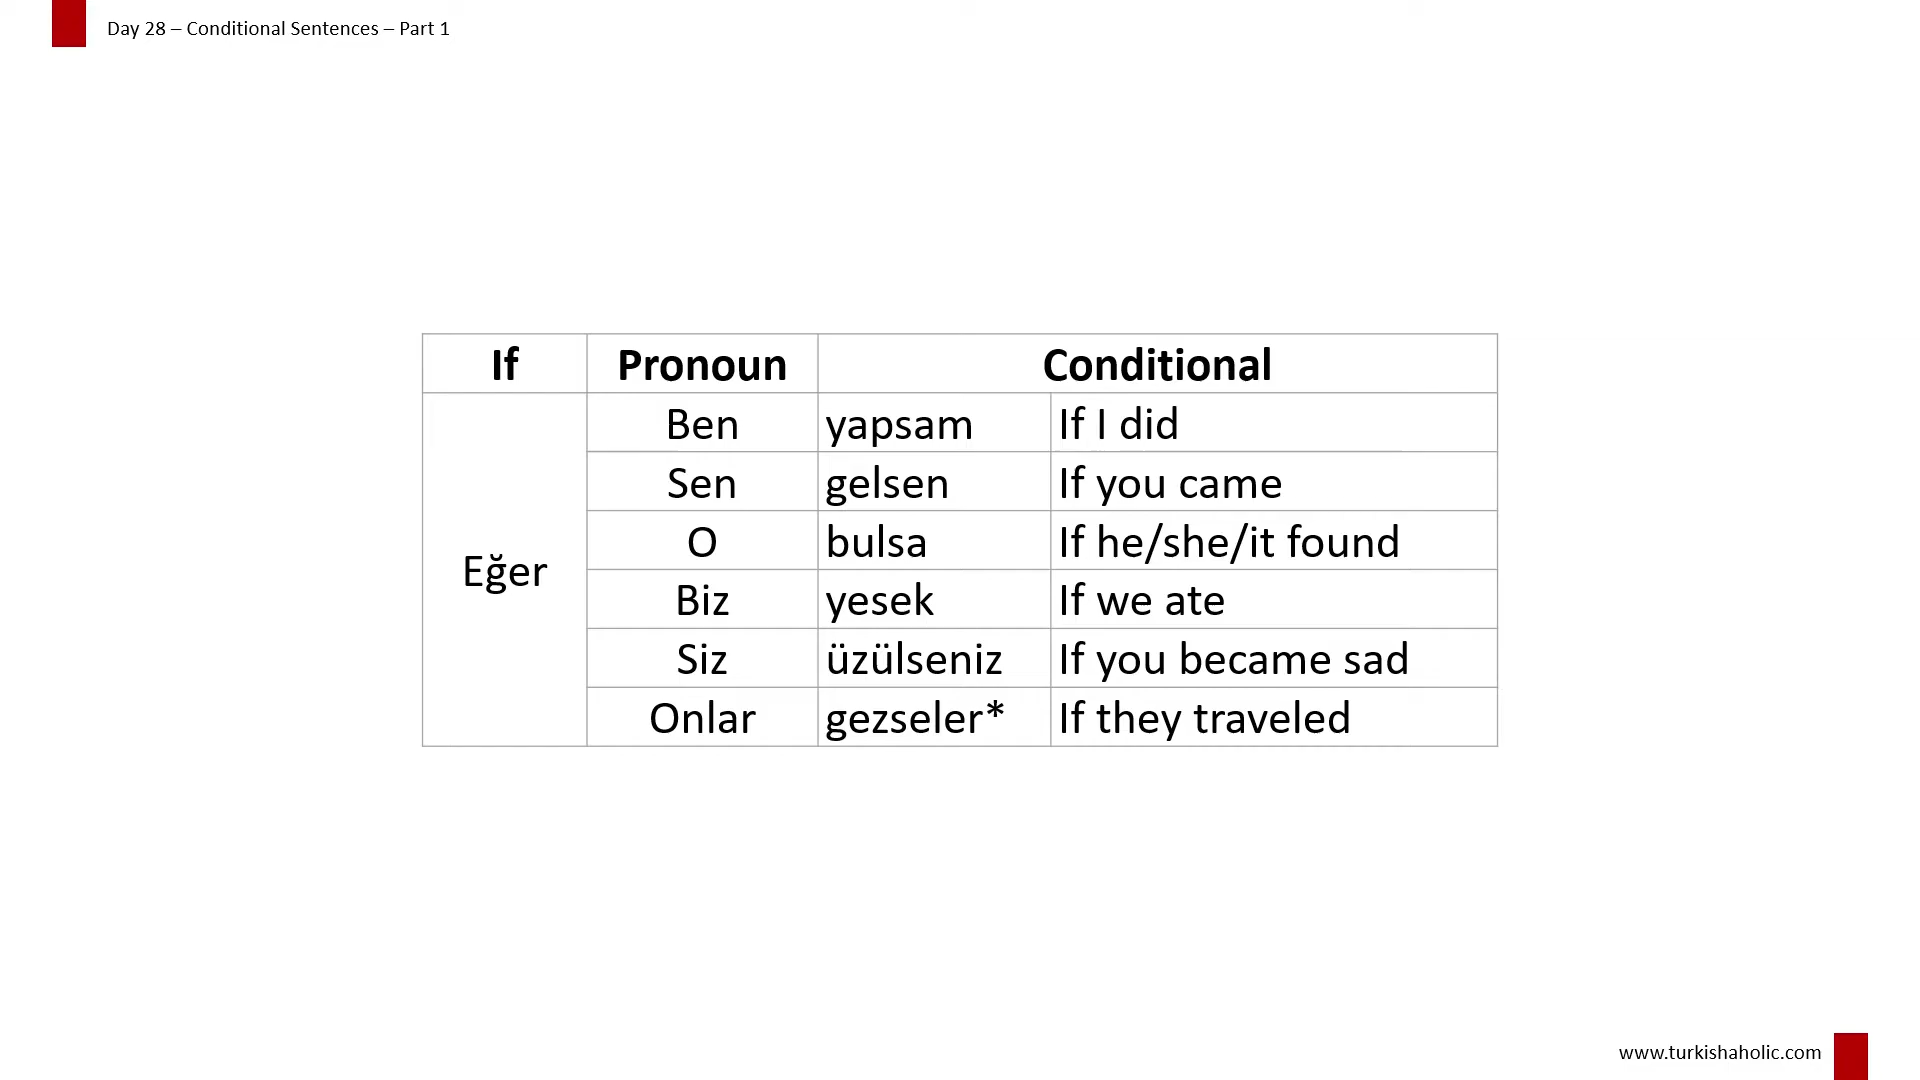 Day 28 – Conditional Sentences – Part 1
If Pronoun Conditional
Ben yapsam If I did
Sen gelsen If you came
O bulsa If he/she/it found
Eğer
Biz yesek If we ate
Siz üzülseniz If you became sad
Onlar gezseler* If they traveled
www.turkishaholic.com